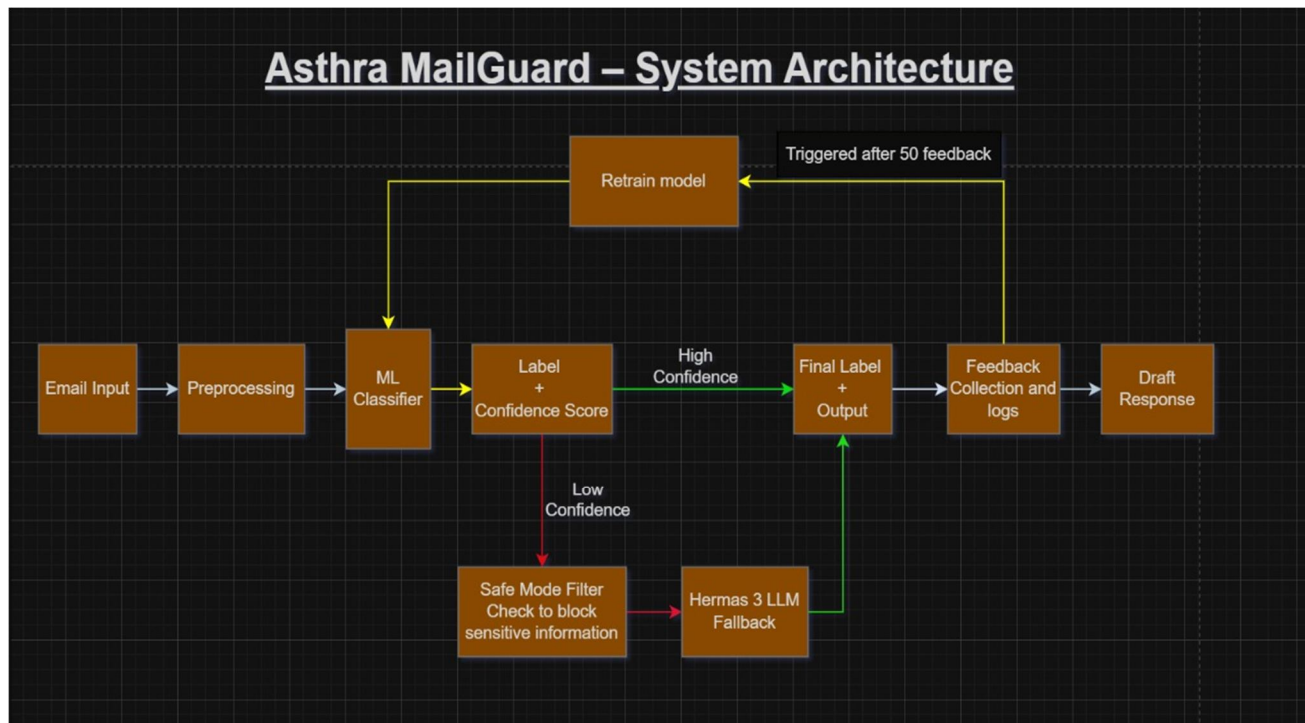 Asthra MailGuard – System Architecture
Triggered after 50 feedback
Retrain model
Email Input
Preprocessing
ML
Classifier
Label
+
Confidence Score
High
Confidence
Final Label
+
Output
Feedback
Collection and
logs
Draft
Response
Low
Confidence
Safe Mode Filter
Check to block
sensitive information
Hermas 3 LLM
Fallback